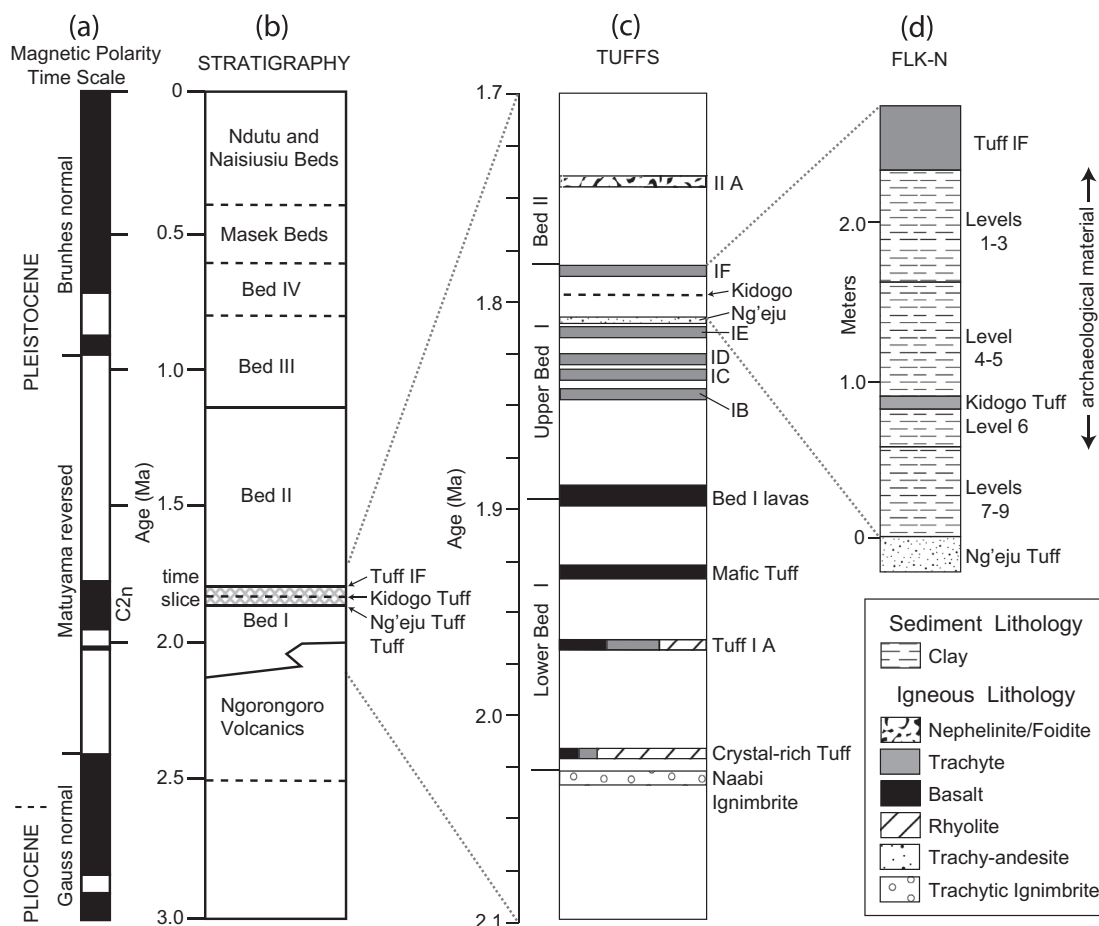 (a)
Magnetic Polarity
Time Scale
PLEISTOCENE
PLIOCENE
Brunhes normal
Matuyama reversed
Gauss normal
C2n
(b)
STRATIGRAPHY
Age (Ma)
0
0.5
1.0
1.5
2.0
2.5
3.0
time
slice
Ndutu and
Naisiusiu Beds
Masek Beds
Bed IV
Bed III
Bed II
Bed I
Ngorongoro
Volcanics
Tuff IF
Kidogo Tuff
Ng'eju Tuff
Tuff
(c)
TUFFS
Age (Ma)
1.7
1.8
1.9
2.0
2.1
Bed II
Upper Bed I
Lower Bed I
II A
IF
Kidogo
Ng'eju
IE
ID
IC
IB
Bed I lavas
Mafic Tuff
Tuff I A
Crystal-rich Tuff
Naabi
Ignimbrite
(d)
FLK-N
Meters
2.0
1.0
0
Tuff IF
Levels
1-3
Level
4-5
Kidogo Tuff
Level 6
Levels
7-9
Ng'eju Tuff
archaeological material
Sediment Lithology
Clay
Igneous Lithology
Nephelinite/Foidite
Trachyte
Basalt
Rhyolite
Trachy-andesite
Trachytic Ignimbrite